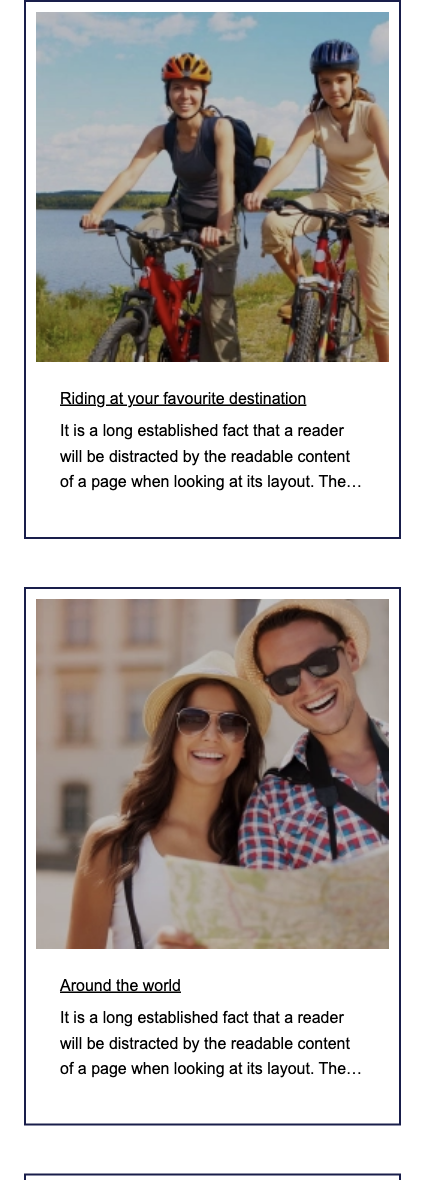 Riding at your favourite destination
It is a long established fact that a reader
will be distracted by the readable content
of a page when looking at its layout. The…
Around the world
It is a long established fact that a reader
will be distracted by the readable content
of a page when looking at its layout. The…